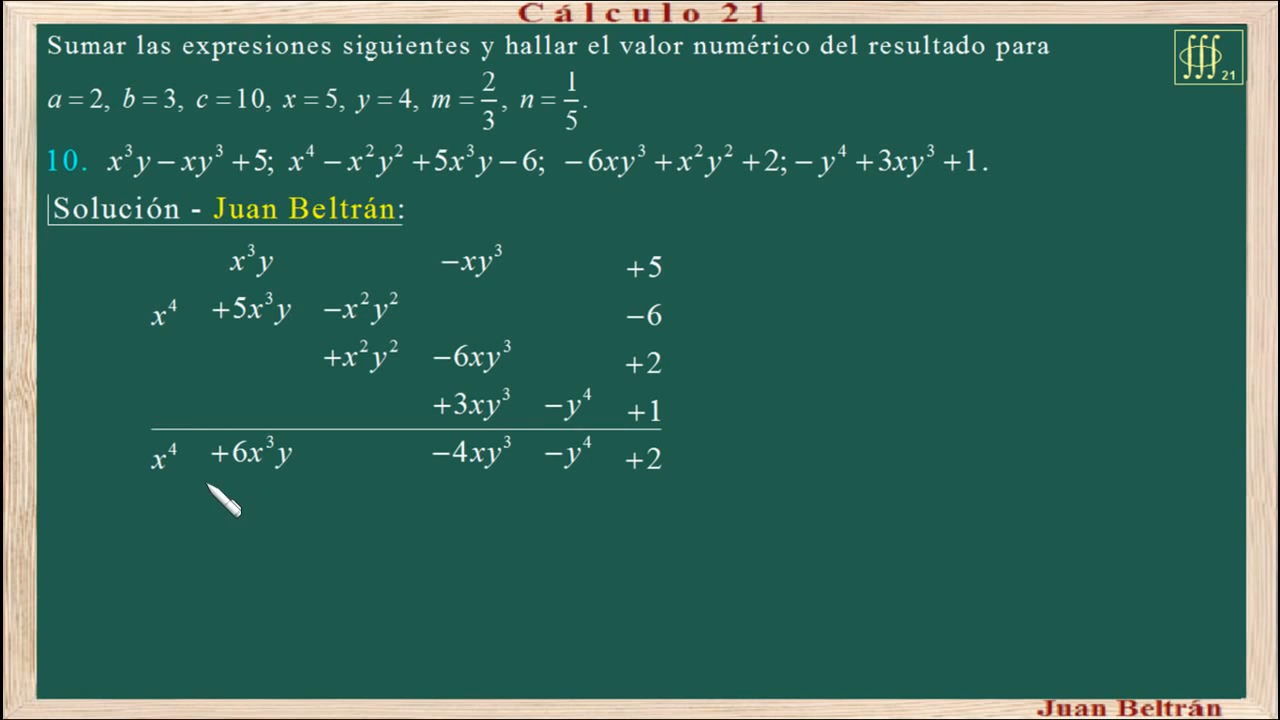 Cálculo 21
Sumar las expresiones siguientes y hallar el valor numérico del resultado para
∫∫∫ 21
a = 2, b = 3, c = 10, x = 5, y = 4, m = 2/3, n = 1/5.
10. x³y − xy³ + 5; x⁴ − x²y² + 5x³y − 6; −6xy³ + x²y² + 2; − y⁴ + 3xy³ + 1.
Solución - Juan Beltrán:
x³y −xy³ +5
x⁴ +5x³y −x²y² −6
+x²y² −6xy³ +2
+3xy³ −y⁴ +1
x⁴ +6x³y −4xy³ −y⁴ +2
Juan Beltrán